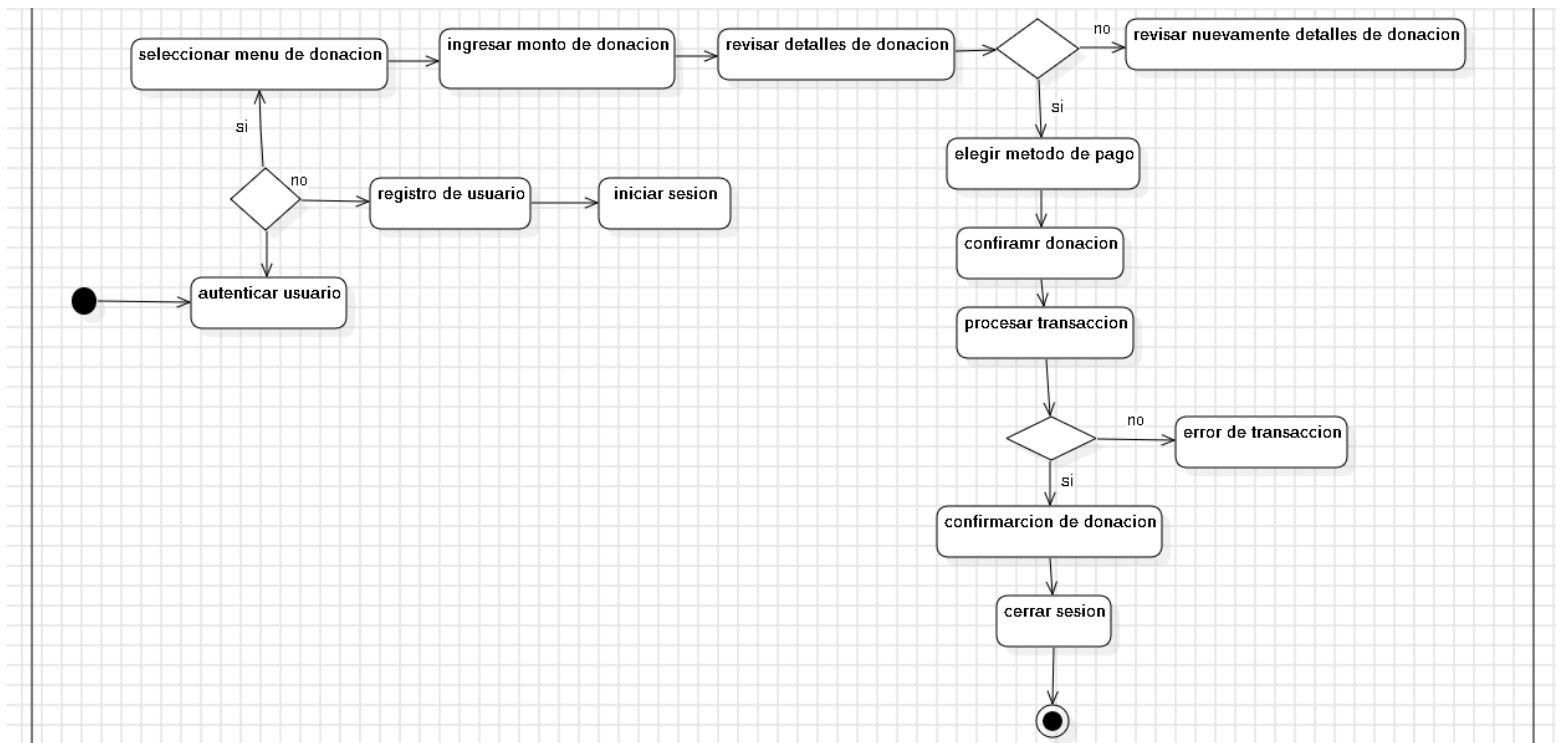 seleccionar menu de donacion
ingresar monto de donacion
revisar detalles de donacion
no
revisar nuevamente detalles de donacion
si
si
elegir metodo de pago
no
registro de usuario
iniciar sesion
confiramr donacion
autenticar usuario
procesar transaccion
no
error de transaccion
si
confirmarcion de donacion
cerrar sesion